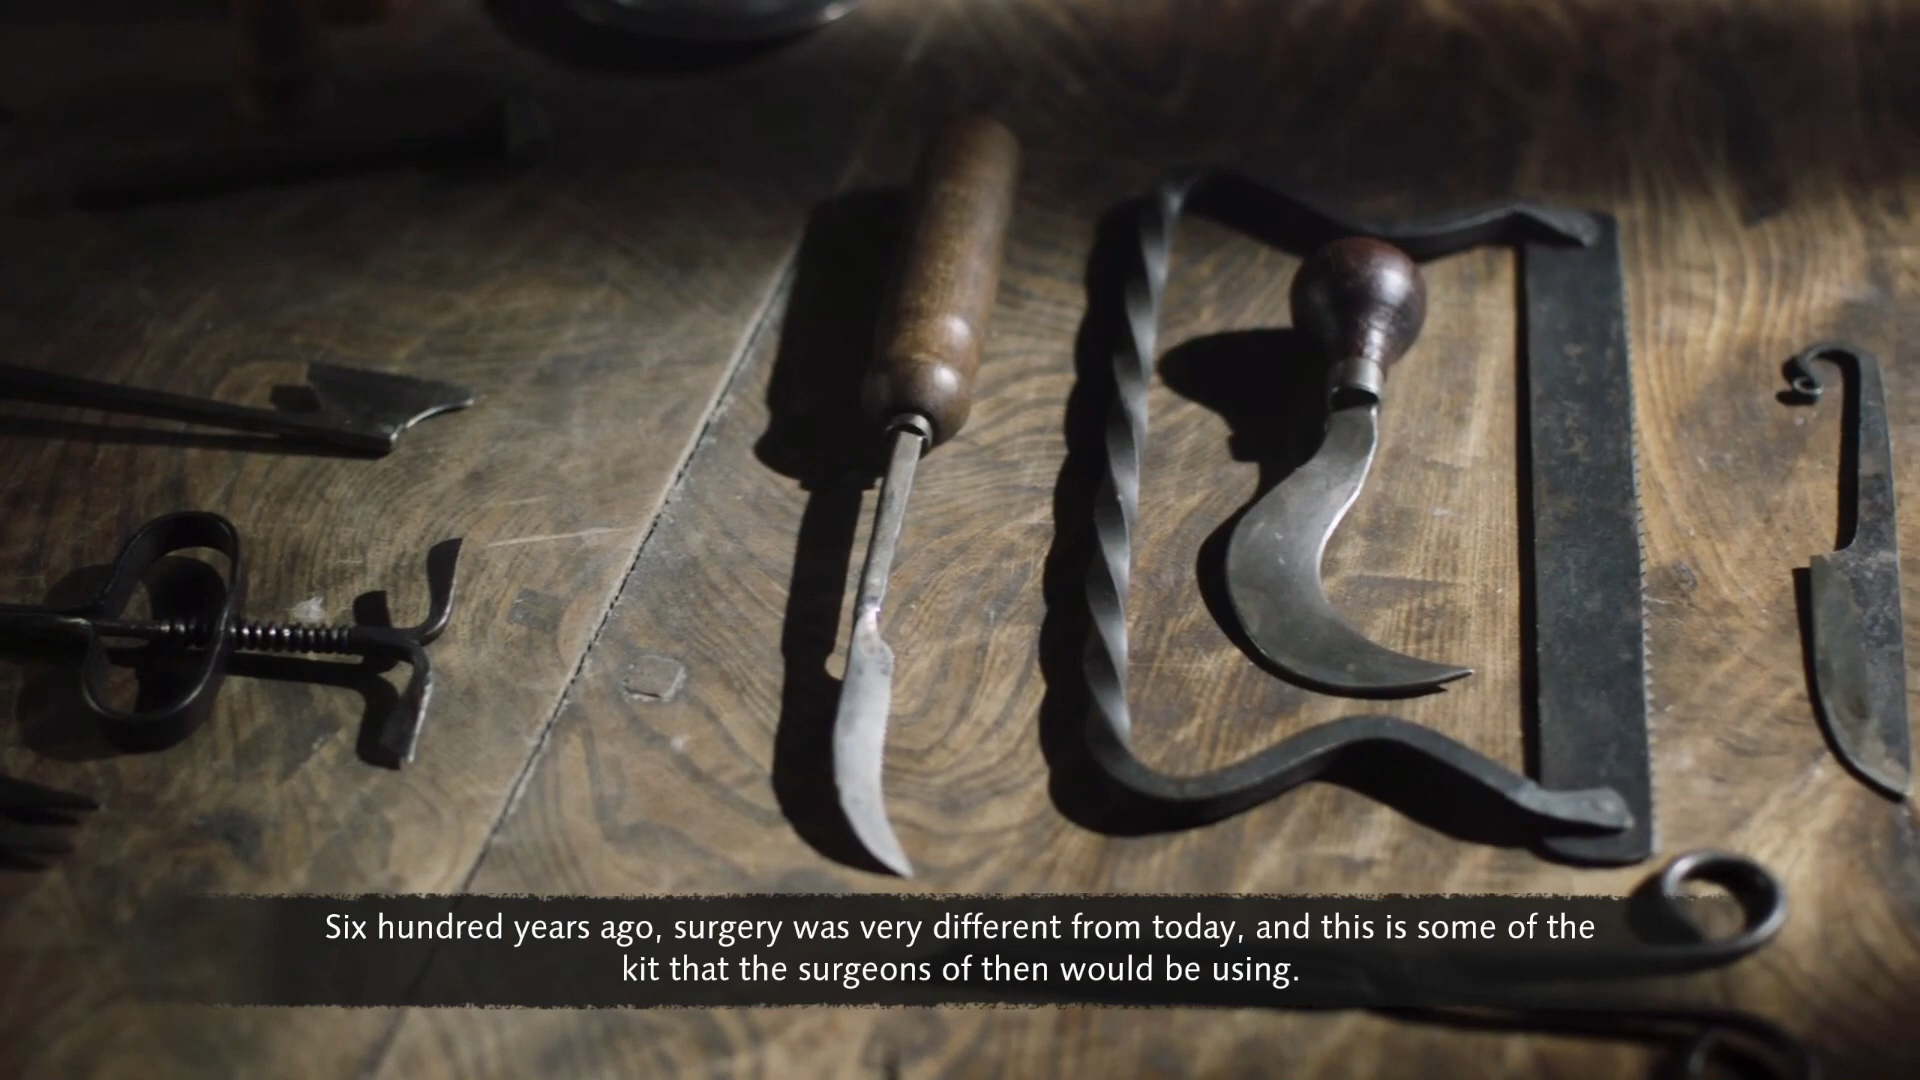 Six hundred years ago, surgery was very different from today, and this is some of the
kit that the surgeons of then would be using.